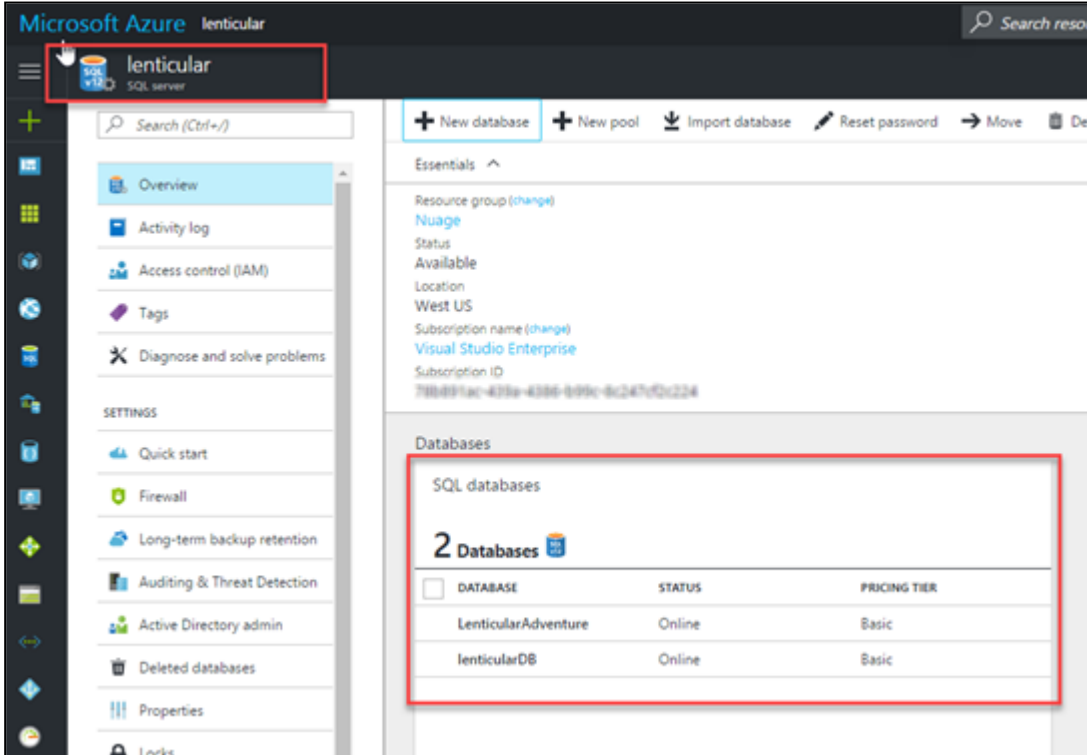 Microsoft Azure lenticular
Search reso
lenticular
SQL server
Search (Ctrl+/)
Overview
Activity log
Access control (IAM)
Tags
Diagnose and solve problems
SETTINGS
Quick start
Firewall
Long-term backup retention
Auditing & Threat Detection
Active Directory admin
Deleted databases
Properties
Locks
New database New pool Import database Reset password Move De
Essentials
Resource group (change)
Nuage
Status
Available
Location
West US
Subscription name (change)
Visual Studio Enterprise
Subscription ID
Databases
SQL databases
2 Databases
DATABASE STATUS PRICING TIER
LenticularAdventure Online Basic
lenticularDB Online Basic